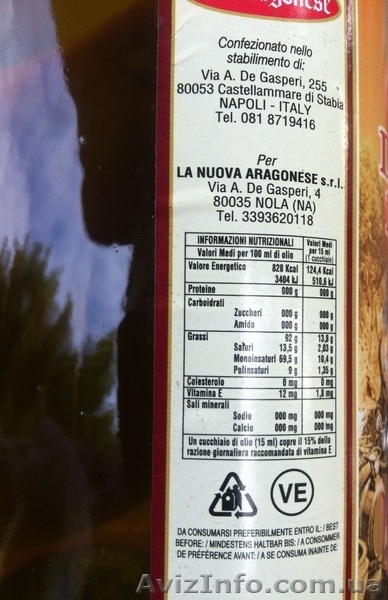 Aragonese
Confezionato nello
stabilimento di:
Via A. De Gasperi, 255
80053 Castellammare di Stabia
NAPOLI - ITALY
Tel. 081 8719416
Per
LA NUOVA ARAGONESE s.r.l.
Via A. De Gasperi, 4
80035 NOLA (NA)
Tel. 3393620118
INFORMAZIONI NUTRIZIONALI Valori Medi
Valori Medi per 100 ml di olio per 15 ml
(1 cucchiaio)
Valore Energetico 828 Kcal 124,4 Kcal
3404 kJ 510,6 kJ
Proteine 000 g 000 g
Carboidrati
Zuccheri 000 g 000 g
Amido 000 g 000 g
Grassi 92 g 13,8 g
Saturi 13,5 g 2,03 g
Monoinsaturi 69,5 g 10,4 g
Polinsaturi 9 g 1,35 g
Colesterolo 0 mg 0 mg
Vitamina E 12 mg 1,8 mg
Sali minerali
Sodio 000 mg 000 mg
Calcio 000 mg 000 mg
Un cucchiaio di olio (15 ml) copre il 15% della
razione giornaliera raccomandata di vitamina E
VE
DA CONSUMARSI PREFERIBILMENTE ENTRO IL: / BEST
BEFORE: / MINDESTENS HALTBAR BIS: / A CONSOMMER
DE PRÉFÉRENCE AVANT: / A SE CONSUMA INAINTE DE:
AvizInfo.com.ua